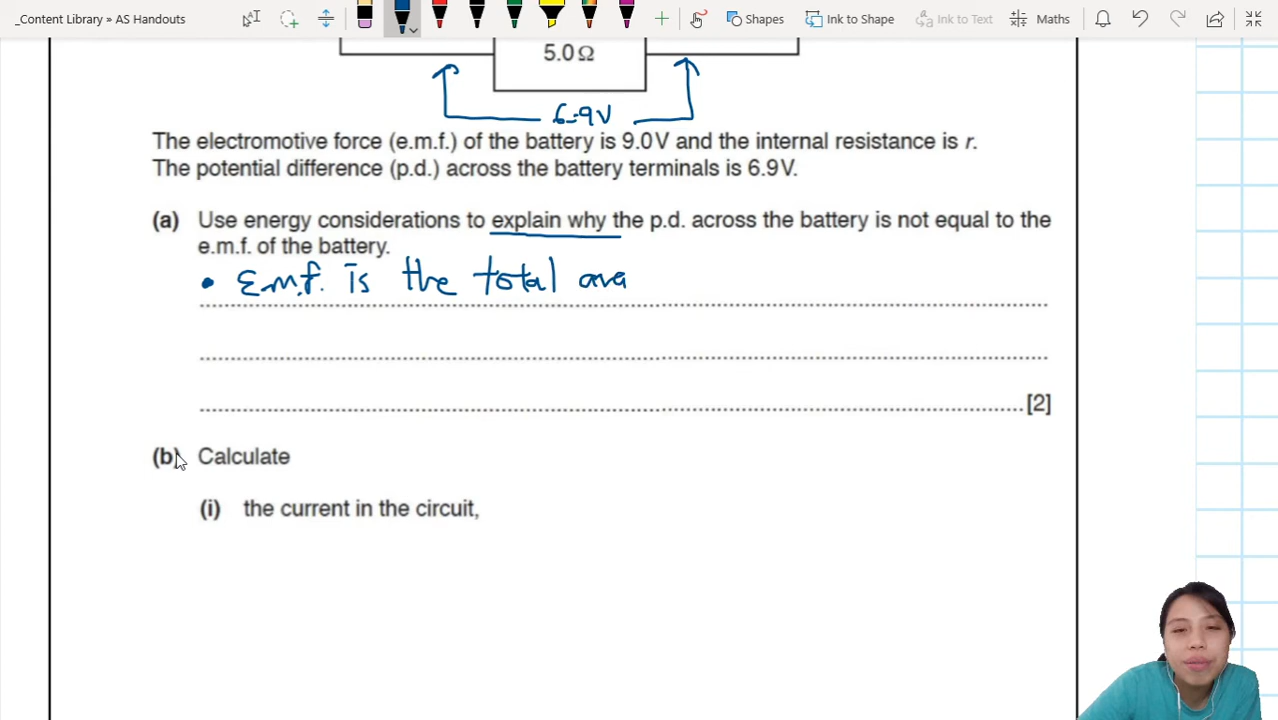 _Content Library » AS Handouts
Shapes
Ink to Shape
Ink to Text
Maths
5.0 Ω
6.9V
The electromotive force (e.m.f.) of the battery is 9.0V and the internal resistance is r.
The potential difference (p.d.) across the battery terminals is 6.9V.
(a) Use energy considerations to explain why the p.d. across the battery is not equal to the
e.m.f. of the battery.
• E.m.f. is the total ava
[2]
(b) Calculate
(i) the current in the circuit,